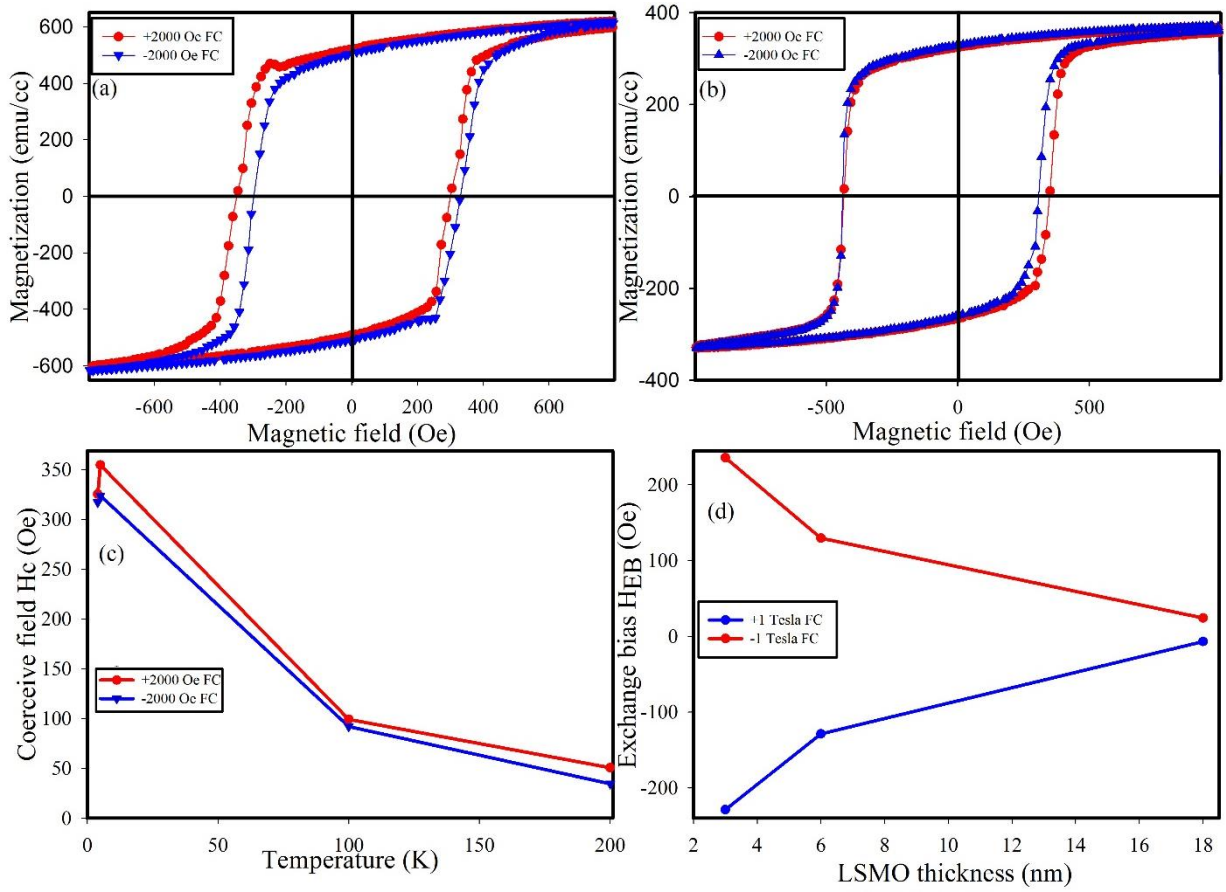 600
400
200
0
-200
-400
-600
Magnetization (emu/cc)
+2000 Oe FC
-2000 Oe FC
(a)
-600 -400 -200 0 200 400 600
Magnetic field (Oe)
400
200
0
-200
-400
Magnetization (emu/cc)
+2000 Oe FC
-2000 Oe FC
(b)
-500 0 500
Magnetic field (Oe)
350
300
250
200
150
100
50
0
Coerceive field Hc (Oe)
(c)
+2000 Oe FC
-2000 Oe FC
0 50 100 150 200
Temperature (K)
200
100
0
-100
-200
Exchange bias HEB (Oe)
(d)
+1 Tesla FC
-1 Tesla FC
2 4 6 8 10 12 14 16 18
LSMO thickness (nm)